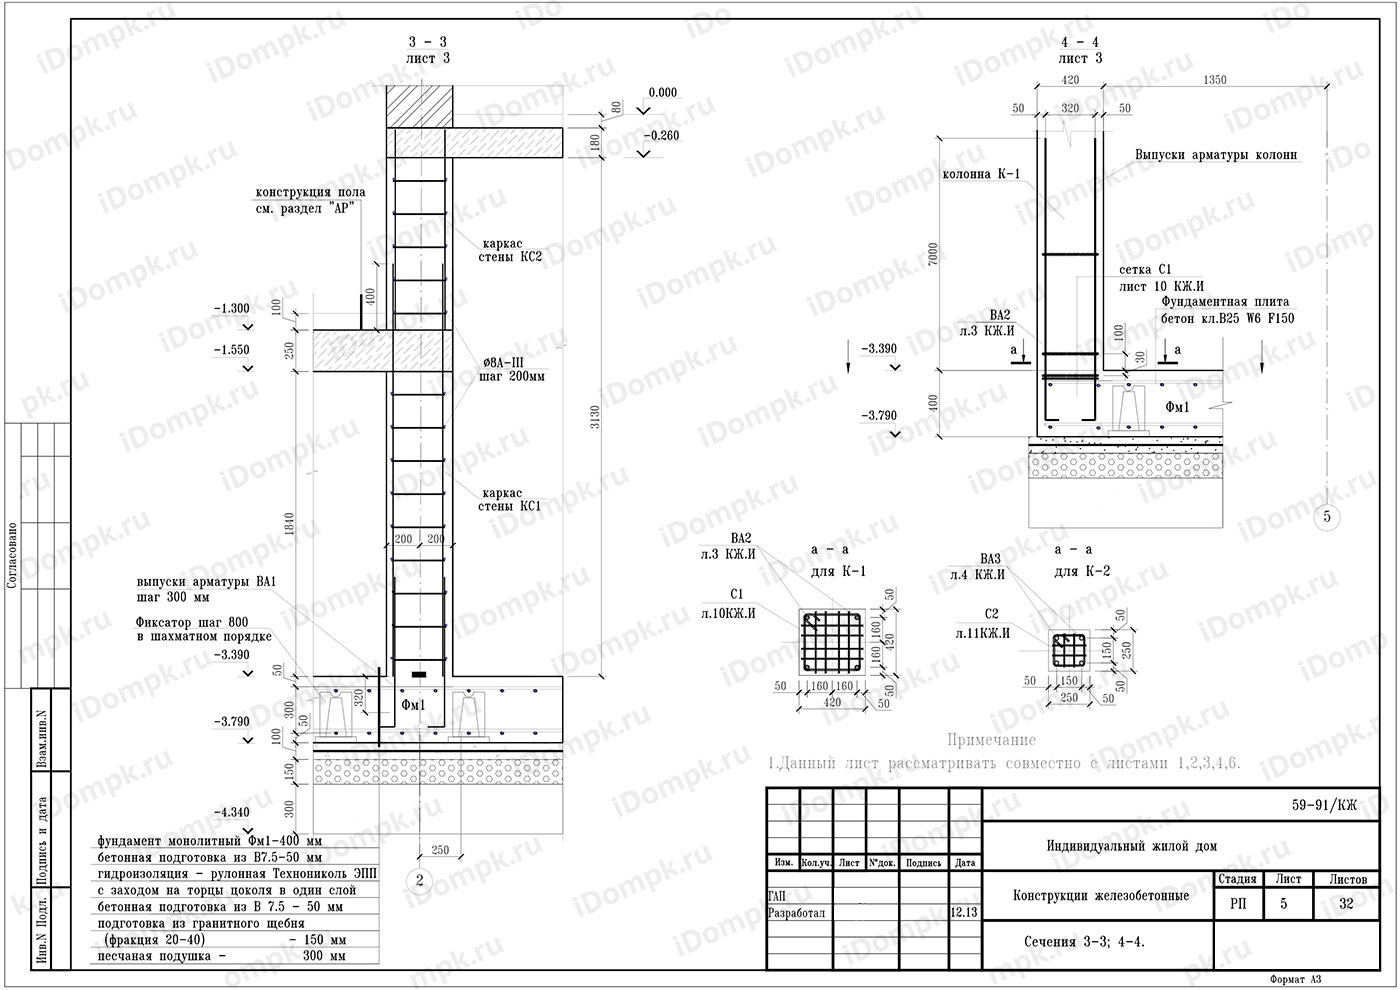 3 - 3
лист 3
0.000
80
-0.260
180
конструкция пола
см. раздел "АР"
каркас
стены КС2
400
100
-1.300
-1.550
250
ø8А-III
шаг 200мм
3130
1840
каркас
стены КС1
200
200
выпуски арматуры ВА1
шаг 300 мм
Фиксатор шаг 800
в шахматном порядке
-3.390
50
320
Фм1
300
50
-3.790
100
150
-4.340
300
250
2
фундамент монолитный Фм1-400 мм
бетонная подготовка из В7.5-50 мм
гидроизоляция - рулонная Технониколь ЭПП
с заходом на торцы цоколя в один слой
бетонная подготовка из В 7.5 - 50 мм
подготовка из гранитного щебня
(фракция 20-40) - 150 мм
песчаная подушка - 300 мм
4 - 4
лист 3
420
1350
50
320
50
Выпуски арматуры колонн
колонна К-1
7000
сетка С1
лист 10 КЖ.И
Фундаментная плита
бетон кл.В25 W6 F150
ВА2
л.3 КЖ.И
100
а
а
30
-3.390
400
Фм1
-3.790
5
ВА2
л.3 КЖ.И
а - а
для К-1
С1
л.10КЖ.И
50
160
160
420
50
50
160
160
50
420
ВА3
л.4 КЖ.И
а - а
для К-2
С2
л.11КЖ.И
50
150
250
50
50
150
50
250
Примечание
1.Данный лист рассматривать совместно с листами 1,2,3,4,6.
59-91/КЖ
Индивидуальный жилой дом
Изм. Кол.уч. Лист N°док. Подпись Дата
ГАП
Разработал 12.13
Конструкции железобетонные
Стадия Лист Листов
РП 5 32
Сечения 3-3; 4-4.
Формат А3
Согласовано
Взам.инв.N
Подпись и дата
Инв.N Подл.
iDompk.ru